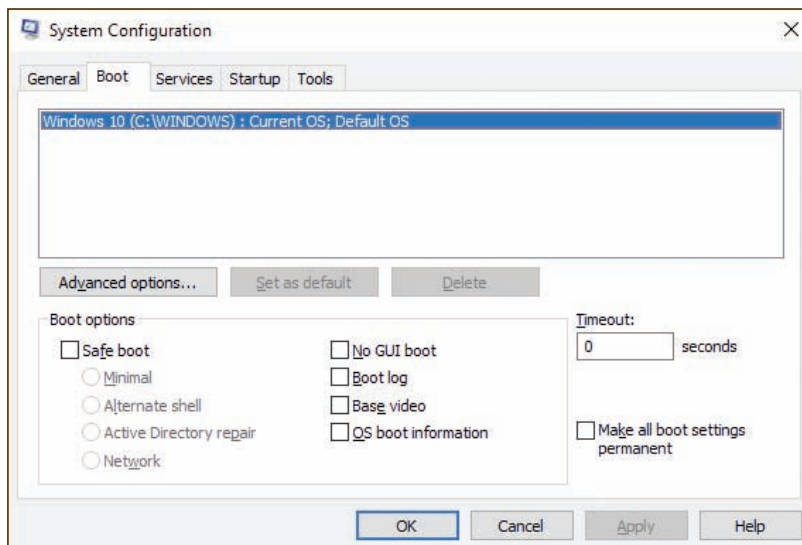 System Configuration
General Boot Services Startup Tools
Windows 10 (C:\WINDOWS) : Current OS; Default OS
Advanced options... Set as default Delete
Boot options
Safe boot
Minimal
Alternate shell
Active Directory repair
Network
No GUI boot
Boot log
Base video
OS boot information
Timeout:
0 seconds
Make all boot settings
permanent
OK Cancel Apply Help